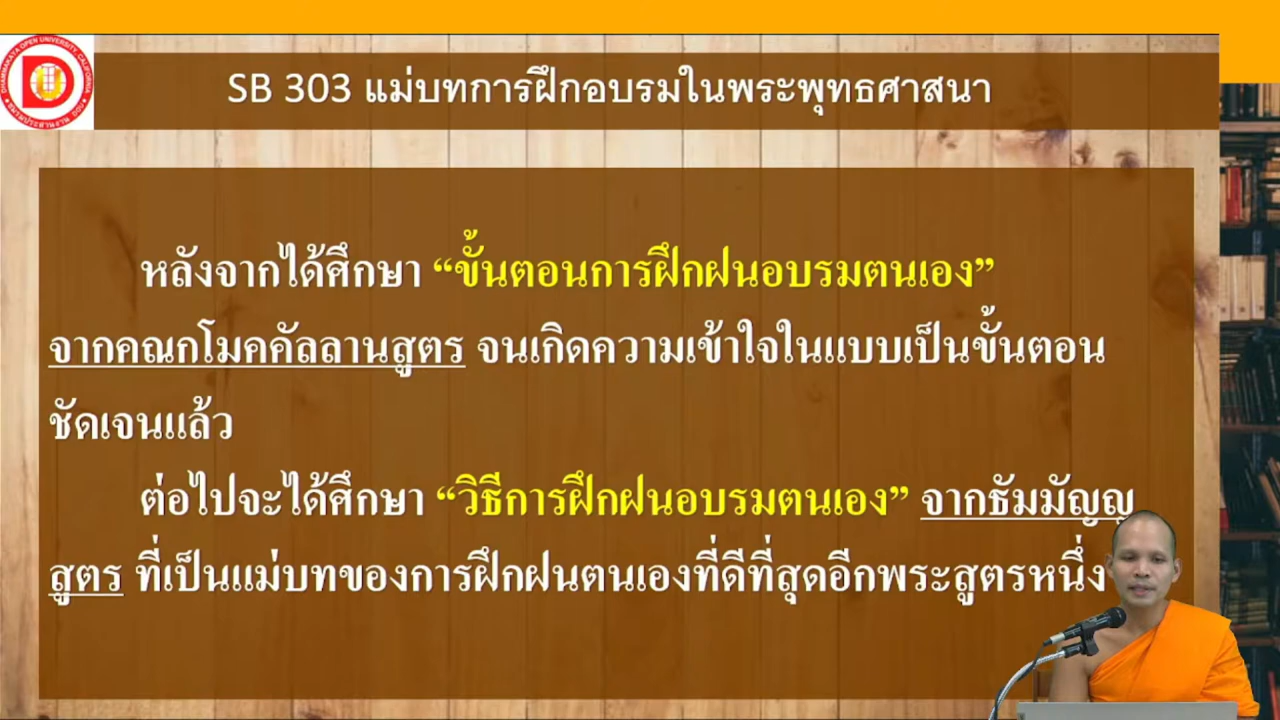 SB 303 แม่บทการฝึกอบรมในพระพุทธศาสนา
หลังจากได้ศึกษา “ขั้นตอนการฝึกฝนอบรมตนเอง”
จากคณกโมคคัลลานสูตร จนเกิดความเข้าใจในแบบเป็นขั้นตอน
ชัดเจนแล้ว
ต่อไปจะได้ศึกษา “วิธีการฝึกฝนอบรมตนเอง” จากธัมมัญญู
สูตร ที่เป็นแม่บทของการฝึกฝนตนเองที่ดีที่สุดอีกพระสูตรหนึ่ง
DHAMMAKAYA OPEN UNIVERSITY, CALIFORNIA